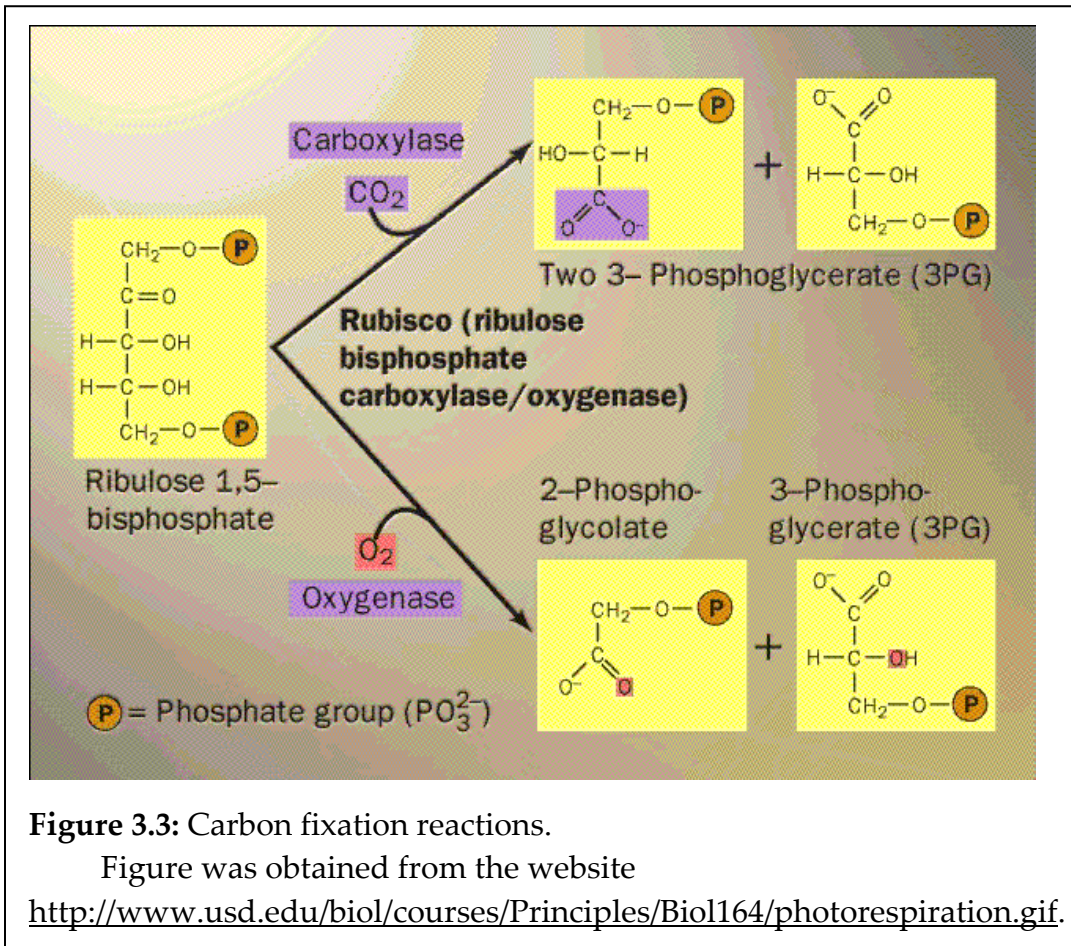 Carboxylase
CO₂
CH₂—O—P
C=O
H—C—OH
H—C—OH
CH₂—O—P
Ribulose 1,5–
bisphosphate
CH₂—O—P
HO—C—H
C
O O⁻
+
O⁻ O
C
H—C—OH
CH₂—O—P
Two 3– Phosphoglycerate (3PG)
Rubisco (ribulose
bisphosphate
carboxylase/oxygenase)
O₂
Oxygenase
2–Phospho-
glycolate
CH₂—O—P
C
O⁻ O
+
3–Phospho-
glycerate (3PG)
O⁻ O
C
H—C—OH
CH₂—O—P
P = Phosphate group (PO₃²⁻)
Figure 3.3: Carbon fixation reactions.
Figure was obtained from the website
http://www.usd.edu/biol/courses/Principles/Biol164/photorespiration.gif.